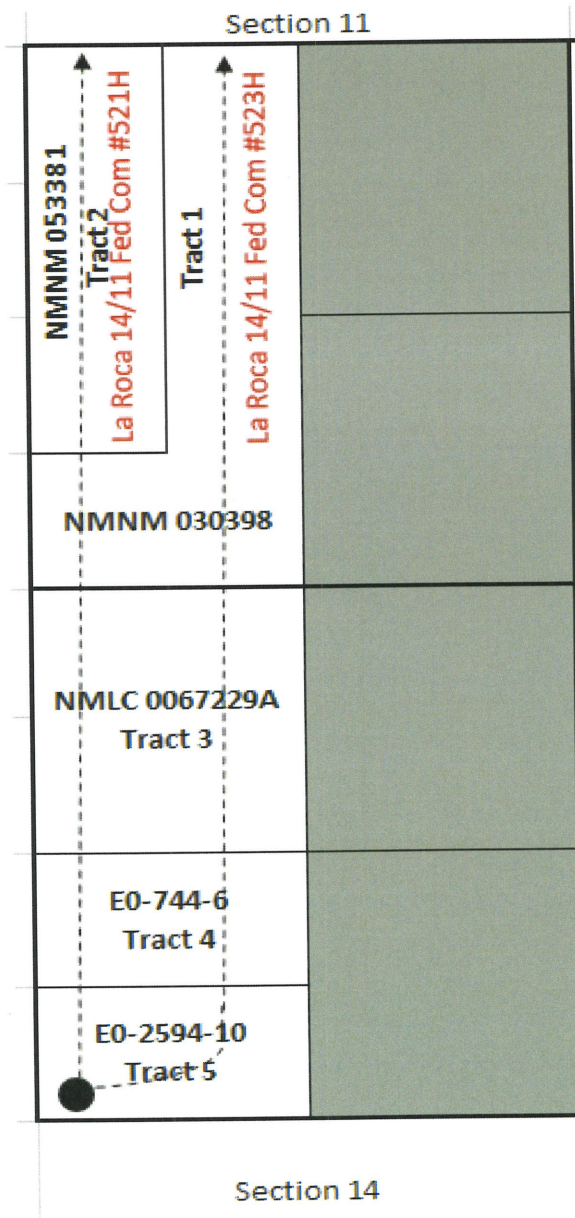 Section 11
NMNM 053381
Tract 2
La Roca 14/11 Fed Com #521H
Tract 1
La Roca 14/11 Fed Com #523H
NMNM 030398
NMLC 0067229A
Tract 3
E0-744-6
Tract 4
E0-2594-10
Tract 5
Section 14